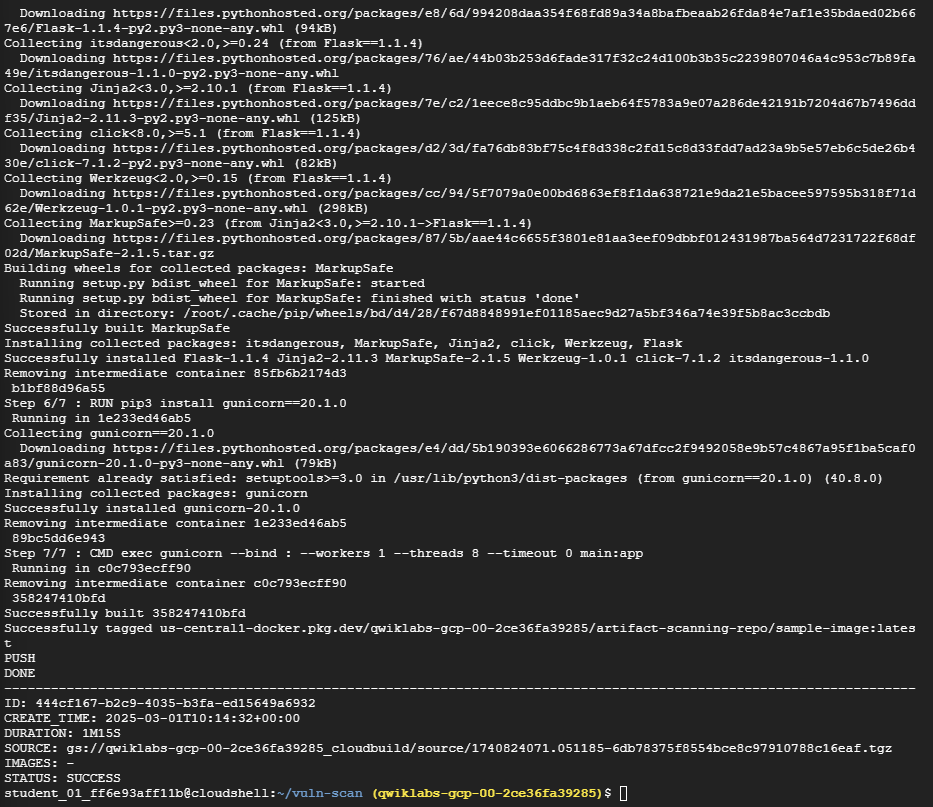 Downloading https://files.pythonhosted.org/packages/e8/6d/994208daa354f68fd89a34a8bafbeaab26fda84e7af1e35bdaed02b66
7e6/Flask-1.1.4-py2.py3-none-any.whl (94kB)
Collecting itsdangerous<2.0,>=0.24 (from Flask==1.1.4)
  Downloading https://files.pythonhosted.org/packages/76/ae/44b03b253d6fade317f32c24d100b3b35c2239807046a4c953c7b89fa
49e/itsdangerous-1.1.0-py2.py3-none-any.whl
Collecting Jinja2<3.0,>=2.10.1 (from Flask==1.1.4)
  Downloading https://files.pythonhosted.org/packages/7e/c2/1eece8c95ddbc9b1aeb64f5783a9e07a286de42191b7204d67b7496dd
f35/Jinja2-2.11.3-py2.py3-none-any.whl (125kB)
Collecting click<8.0,>=5.1 (from Flask==1.1.4)
  Downloading https://files.pythonhosted.org/packages/d2/3d/fa76db83bf75c4f8d338c2fd15c8d33fdd7ad23a9b5e57eb6c5de26b4
30e/click-7.1.2-py2.py3-none-any.whl (82kB)
Collecting Werkzeug<2.0,>=0.15 (from Flask==1.1.4)
  Downloading https://files.pythonhosted.org/packages/cc/94/5f7079a0e00bd6863ef8f1da638721e9da21e5bacee597595b318f71d
62e/Werkzeug-1.0.1-py2.py3-none-any.whl (298kB)
Collecting MarkupSafe>=0.23 (from Jinja2<3.0,>=2.10.1->Flask==1.1.4)
  Downloading https://files.pythonhosted.org/packages/87/5b/aae44c6655f3801e81aa3eef09dbbf012431987ba564d7231722f68df
02d/MarkupSafe-2.1.5.tar.gz
Building wheels for collected packages: MarkupSafe
  Running setup.py bdist_wheel for MarkupSafe: started
  Running setup.py bdist_wheel for MarkupSafe: finished with status 'done'
  Stored in directory: /root/.cache/pip/wheels/bd/d4/28/f67d8848991ef01185aec9d27a5bf346a74e39f5b8ac3ccbdb
Successfully built MarkupSafe
Installing collected packages: itsdangerous, MarkupSafe, Jinja2, click, Werkzeug, Flask
Successfully installed Flask-1.1.4 Jinja2-2.11.3 MarkupSafe-2.1.5 Werkzeug-1.0.1 click-7.1.2 itsdangerous-1.1.0
Removing intermediate container 85fb6b2174d3
 b1bf88d96a55
Step 6/7 : RUN pip3 install gunicorn==20.1.0
 Running in 1e233ed46ab5
Collecting gunicorn==20.1.0
  Downloading https://files.pythonhosted.org/packages/e4/dd/5b190393e6066286773a67dfcc2f9492058e9b57c4867a95f1ba5caf0
a83/gunicorn-20.1.0-py3-none-any.whl (79kB)
Requirement already satisfied: setuptools>=3.0 in /usr/lib/python3/dist-packages (from gunicorn==20.1.0) (40.8.0)
Installing collected packages: gunicorn
Successfully installed gunicorn-20.1.0
Removing intermediate container 1e233ed46ab5
 89bc5dd6e943
Step 7/7 : CMD exec gunicorn --bind : --workers 1 --threads 8 --timeout 0 main:app
 Running in c0c793ecff90
Removing intermediate container c0c793ecff90
 358247410bfd
Successfully built 358247410bfd
Successfully tagged us-central1-docker.pkg.dev/qwiklabs-gcp-00-2ce36fa39285/artifact-scanning-repo/sample-image:lates
t
PUSH
DONE
---------------------------------------------------------------------------------------------------------------------
ID: 444cf167-b2c9-4035-b3fa-ed15649a6932
CREATE_TIME: 2025-03-01T10:14:32+00:00
DURATION: 1M15S
SOURCE: gs://qwiklabs-gcp-00-2ce36fa39285_cloudbuild/source/1740824071.051185-6db78375f8554bce8c97910788c16eaf.tgz
IMAGES: -
STATUS: SUCCESS
student_01_ff6e93aff11b@cloudshell:~/vuln-scan (qwiklabs-gcp-00-2ce36fa39285)$